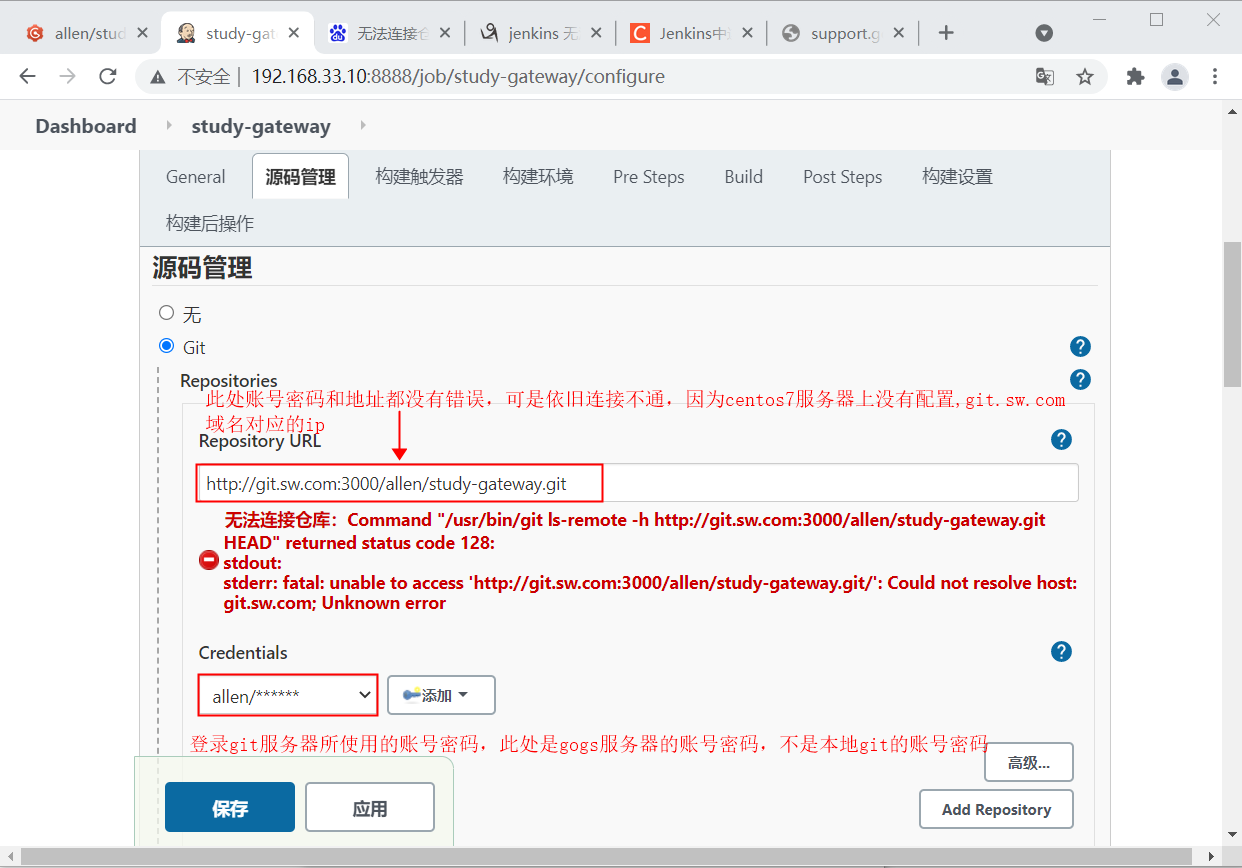 allen/stud
study-gat
无法连接仓
jenkins 无
Jenkins中
support.g
不安全 | 192.168.33.10:8888/job/study-gateway/configure
Dashboard
study-gateway
General
源码管理
构建触发器
构建环境
Pre Steps
Build
Post Steps
构建设置
构建后操作
源码管理
无
Git
Repositories
此处账号密码和地址都没有错误，可是依旧连接不通，因为centos7服务器上没有配置,git.sw.com
域名对应的ip
Repository URL
http://git.sw.com:3000/allen/study-gateway.git
无法连接仓库：Command "/usr/bin/git ls-remote -h http://git.sw.com:3000/allen/study-gateway.git
HEAD" returned status code 128:
stdout:
stderr: fatal: unable to access 'http://git.sw.com:3000/allen/study-gateway.git/': Could not resolve host:
git.sw.com; Unknown error
Credentials
allen/******
添加
登录git服务器所使用的账号密码，此处是gogs服务器的账号密码，不是本地git的账号密码
高级...
保存
应用
Add Repository